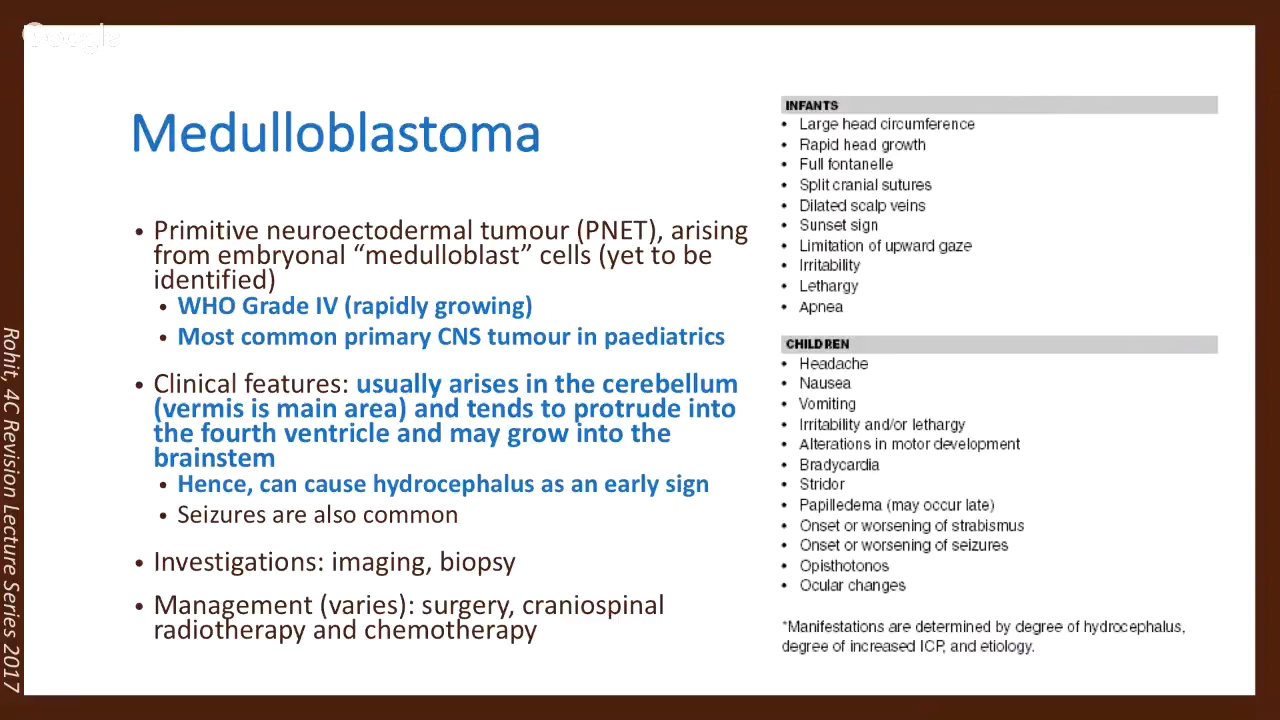 Google
Medulloblastoma
• Primitive neuroectodermal tumour (PNET), arising
from embryonal “medulloblast” cells (yet to be
identified)
• WHO Grade IV (rapidly growing)
• Most common primary CNS tumour in paediatrics
• Clinical features: usually arises in the cerebellum
(vermis is main area) and tends to protrude into
the fourth ventricle and may grow into the
brainstem
• Hence, can cause hydrocephalus as an early sign
• Seizures are also common
• Investigations: imaging, biopsy
• Management (varies): surgery, craniospinal
radiotherapy and chemotherapy
INFANTS
• Large head circumference
• Rapid head growth
• Full fontanelle
• Split cranial sutures
• Dilated scalp veins
• Sunset sign
• Limitation of upward gaze
• Irritability
• Lethargy
• Apnea
CHILDREN
• Headache
• Nausea
• Vomiting
• Irritability and/or lethargy
• Alterations in motor development
• Bradycardia
• Stridor
• Papilledema (may occur late)
• Onset or worsening of strabismus
• Onset or worsening of seizures
• Opisthotonos
• Ocular changes
*Manifestations are determined by degree of hydrocephalus,
degree of increased ICP, and etiology.
Rohit, 4C Revision Lecture Series 2017